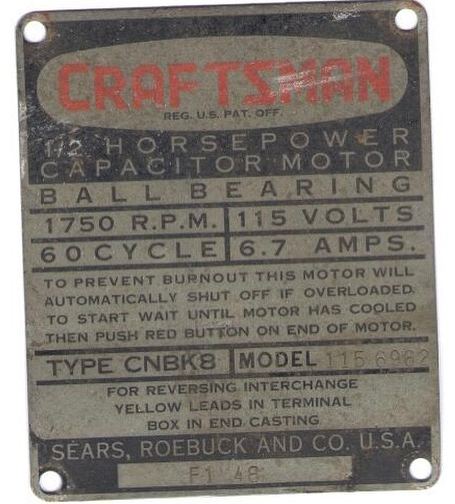 CRAFTSMAN
REG. U.S. PAT. OFF.
1/2 HORSEPOWER
CAPACITOR MOTOR
BALL BEARING
1750 R.P.M. 115 VOLTS
60 CYCLE 6.7 AMPS.
TO PREVENT BURNOUT THIS MOTOR WILL
AUTOMATICALLY SHUT OFF IF OVERLOADED.
TO START WAIT UNTIL MOTOR HAS COOLED
THEN PUSH RED BUTTON ON END OF MOTOR.
TYPE CNBK8 MODEL 115 6962
FOR REVERSING INTERCHANGE
YELLOW LEADS IN TERMINAL
BOX IN END CASTING
SEARS, ROEBUCK AND CO. U.S.A.
F1 48